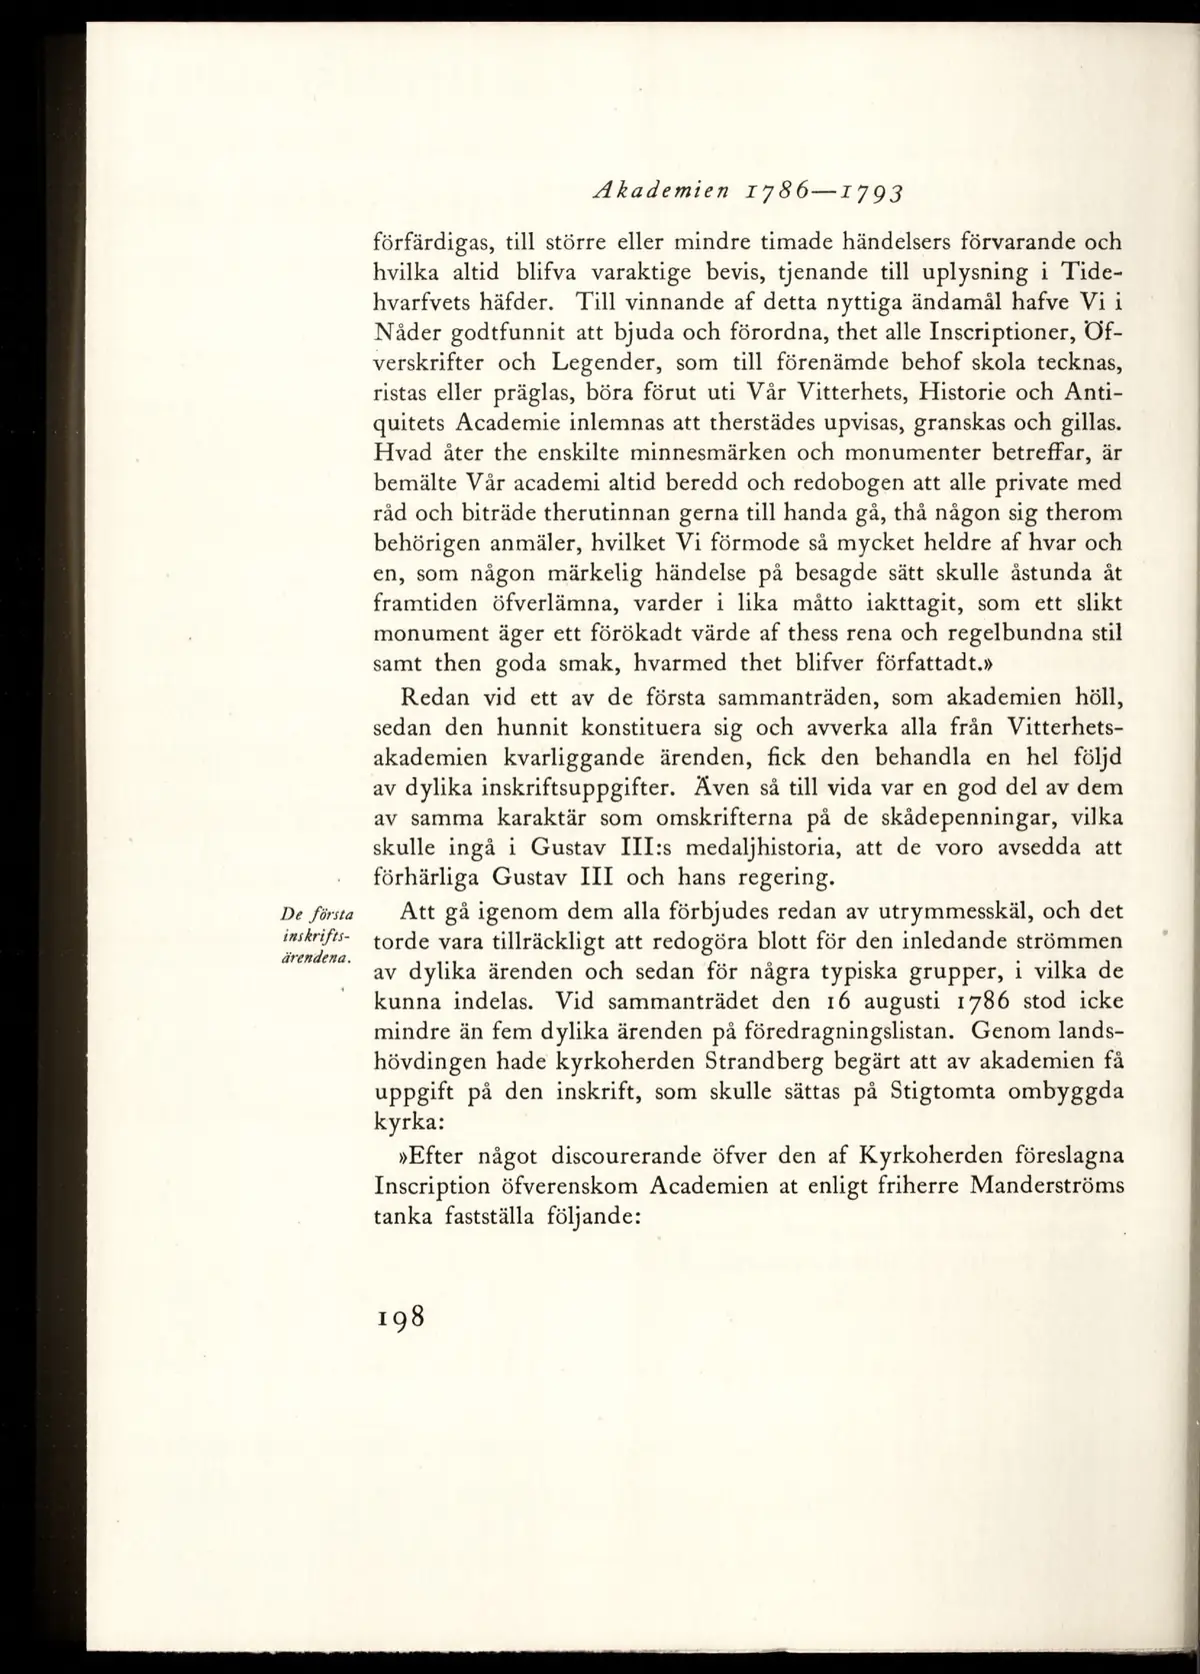 Akademien 1786—1793
förfärdigas, till större eller mindre timade händelsers förvarande och
hvilka altid blifva varaktige bevis, tjenande till uplysning i Tide-
hvarfvets häfder. Till vinnande af detta nyttiga ändamål hafve Vi i
Nåder godtfunnit att bjuda och förordna, thet alle Inscriptioner, Öf-
verskrifter och Legender, som till förenämde behof skola tecknas,
ristas eller präglas, böra förut uti Vår Vitterhets, Historie och Anti-
quitets Academie inlemnas att therstädes upvisas, granskas och gillas.
Hvad åter the enskilte minnesmärken och monumenter betreffar, är
bemälte Vår academi altid beredd och redobogen att alle private med
råd och biträde therutinnan gerna till handa gå, thå någon sig therom
behörigen anmäler, hvilket Vi förmode så mycket heldre af hvar och
en, som någon märkelig händelse på besagde sätt skulle åstunda åt
framtiden öfverlämna, varder i lika måtto iakttagit, som ett slikt
monument äger ett förökadt värde af thess rena och regelbundna stil
samt then goda smak, hvarmed thet blifver författadt.»
Redan vid ett av de första sammanträden, som akademien höll,
sedan den hunnit konstituera sig och avverka alla från Vitterhets-
akademien kvarliggande ärenden, fick den behandla en hel följd
av dylika inskriftsuppgifter. Även så till vida var en god del av dem
av samma karaktär som omskrifterna på de skådepenningar, vilka
skulle ingå i Gustav III:s medaljhistoria, att de voro avsedda att
förhärliga Gustav III och hans regering.
De första
inskrifts-
ärendena.
Att gå igenom dem alla förbjudes redan av utrymmesskäl, och det
torde vara tillräckligt att redogöra blott för den inledande strömmen
av dylika ärenden och sedan för några typiska grupper, i vilka de
kunna indelas. Vid sammanträdet den 16 augusti 1786 stod icke
mindre än fem dylika ärenden på föredragningslistan. Genom lands-
hövdingen hade kyrkoherden Strandberg begärt att av akademien få
uppgift på den inskrift, som skulle sättas på Stigtomta ombyggda
kyrka:
»Efter något discourerande öfver den af Kyrkoherden föreslagna
Inscription öfverenskom Academien at enligt friherre Manderströms
tanka fastställa följande:
198